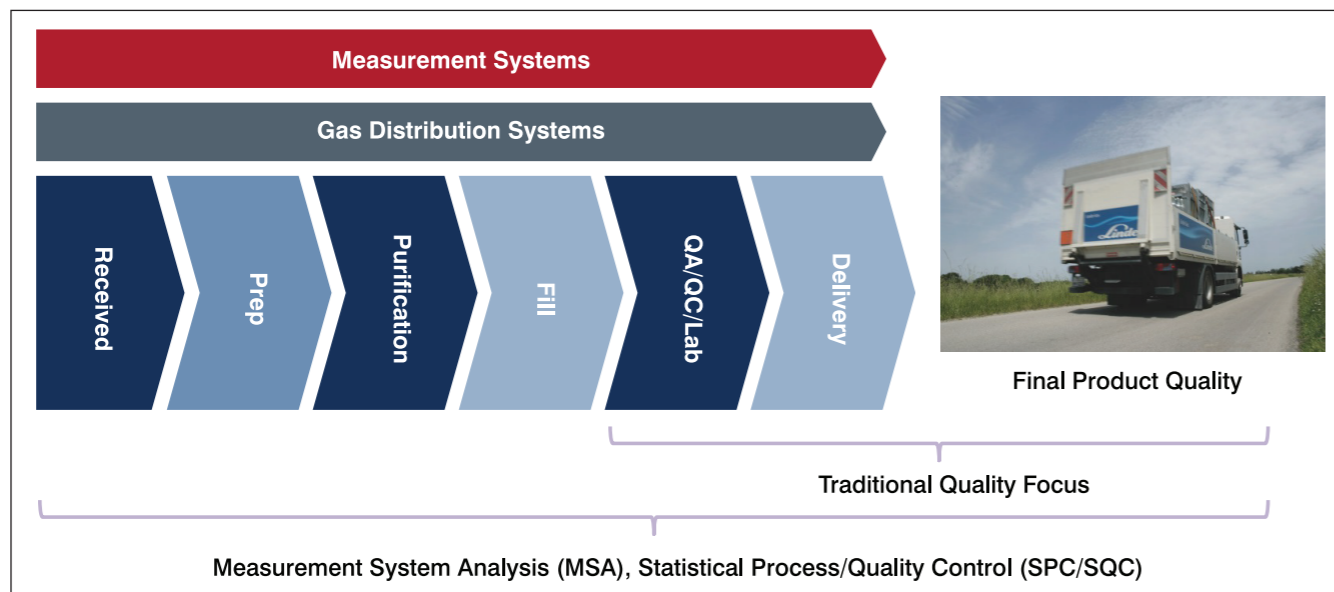 Measurement Systems
Gas Distribution Systems
Received
Prep
Purification
Fill
QA/QC/Lab
Delivery
Linde
Final Product Quality
Traditional Quality Focus
Measurement System Analysis (MSA), Statistical Process/Quality Control (SPC/SQC)